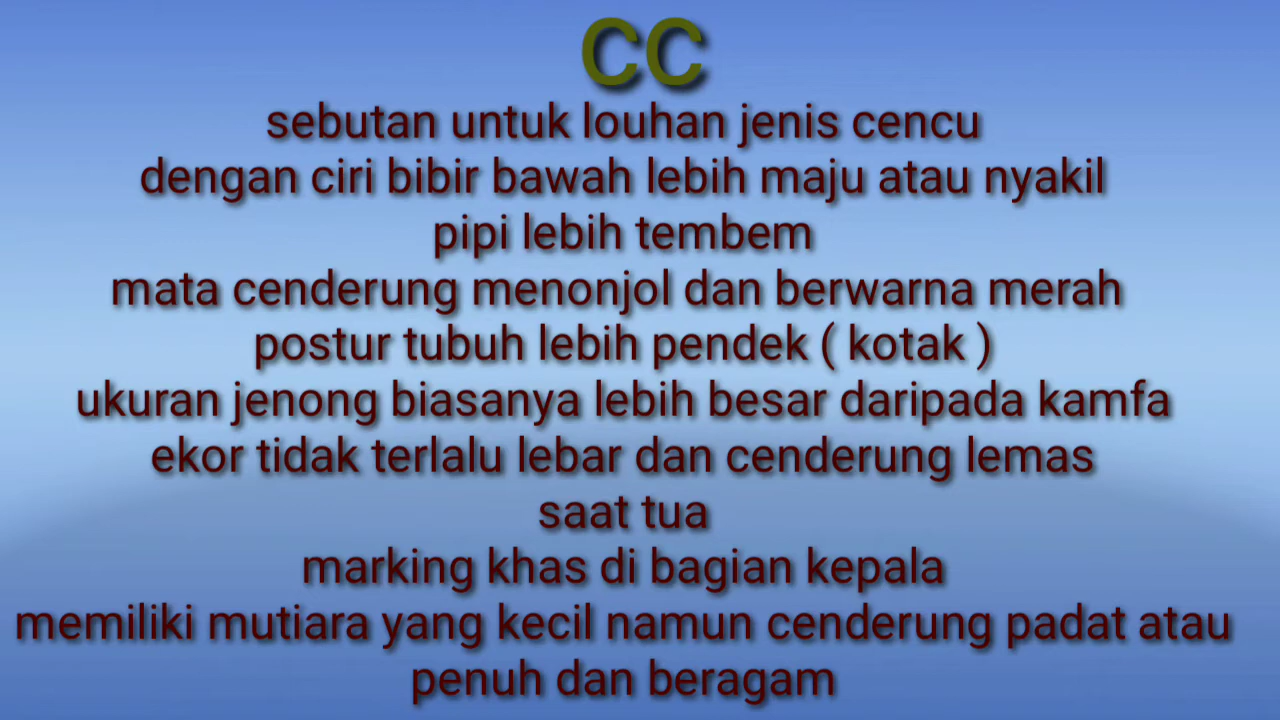 CC
sebutan untuk louhan jenis cencu
dengan ciri bibir bawah lebih maju atau nyakil
pipi lebih tembem
mata cenderung menonjol dan berwarna merah
postur tubuh lebih pendek ( kotak )
ukuran jenong biasanya lebih besar daripada kamfa
ekor tidak terlalu lebar dan cenderung lemas
saat tua
marking khas di bagian kepala
memiliki mutiara yang kecil namun cenderung padat atau
penuh dan beragam